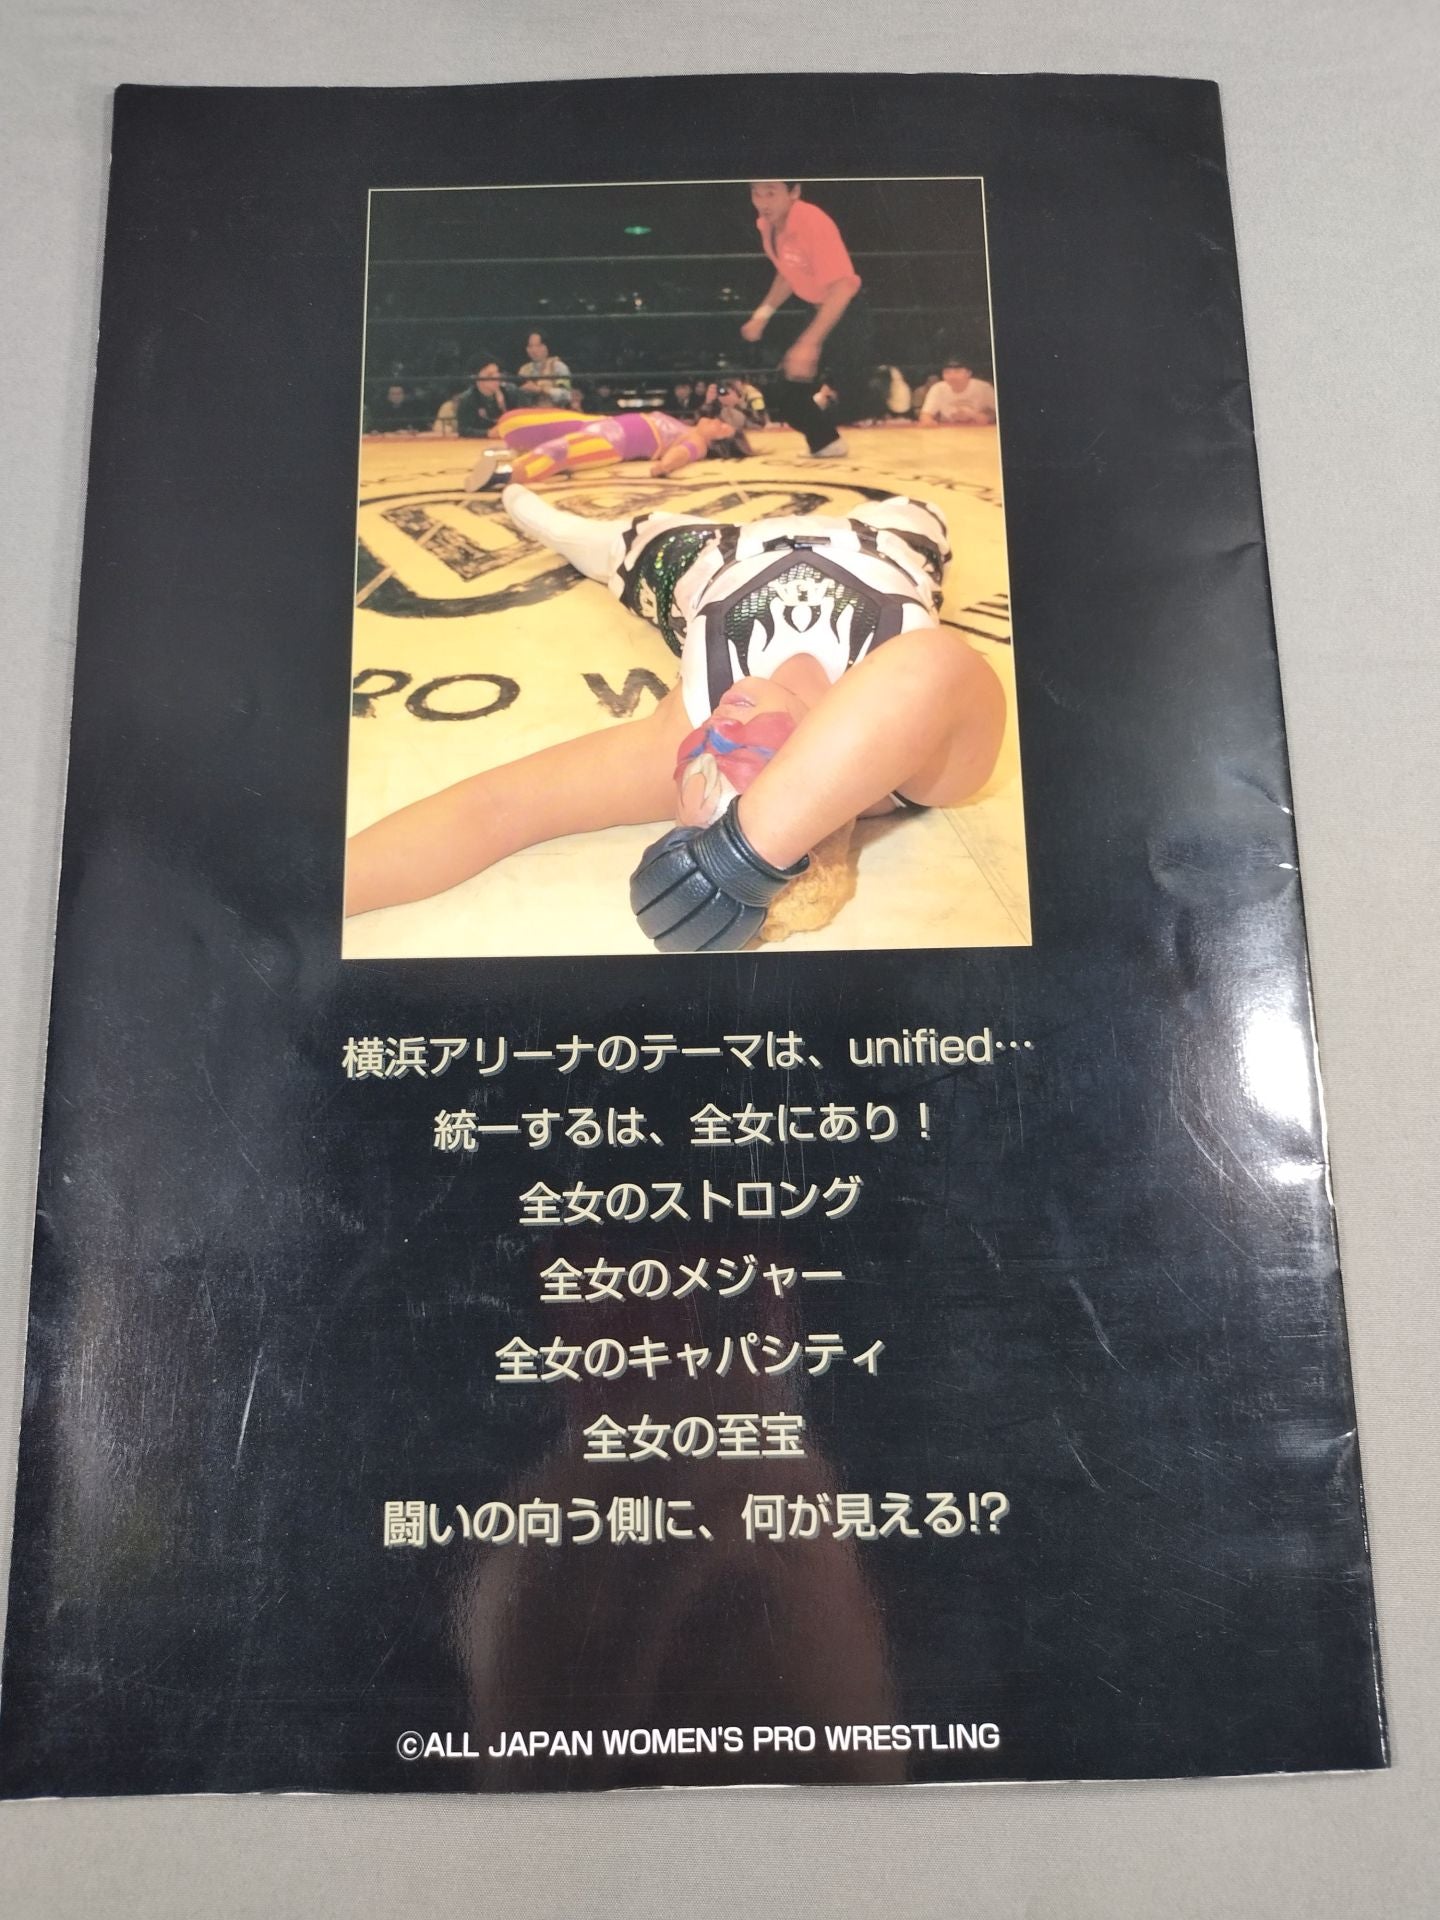 RO W
横浜アリーナのテーマは、unified…
統一するは、全女にあり！
全女のストロング
全女のメジャー
全女のキャパシティ
全女の至宝
闘いの向う側に、何が見える!?
©ALL JAPAN WOMEN'S PRO WRESTLING